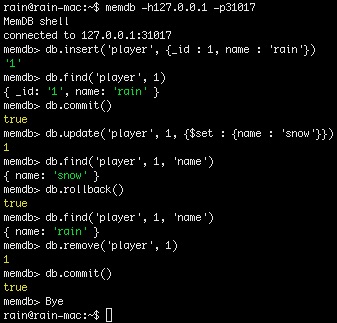 rain@rain-mac:~$ memdb -h127.0.0.1 -p31017
MemDB shell
connected to 127.0.0.1:31017
memdb> db.insert('player', {_id : 1, name : 'rain'})
'1'
memdb> db.find('player', 1)
{ _id: '1', name: 'rain' }
memdb> db.commit()
true
memdb> db.update('player', 1, {$set : {name : 'snow'}})
1
memdb> db.find('player', 1, 'name')
{ name: 'snow' }
memdb> db.rollback()
true
memdb> db.find('player', 1, 'name')
{ name: 'rain' }
memdb> db.remove('player', 1)
1
memdb> db.commit()
true
memdb> Bye
rain@rain-mac:~$